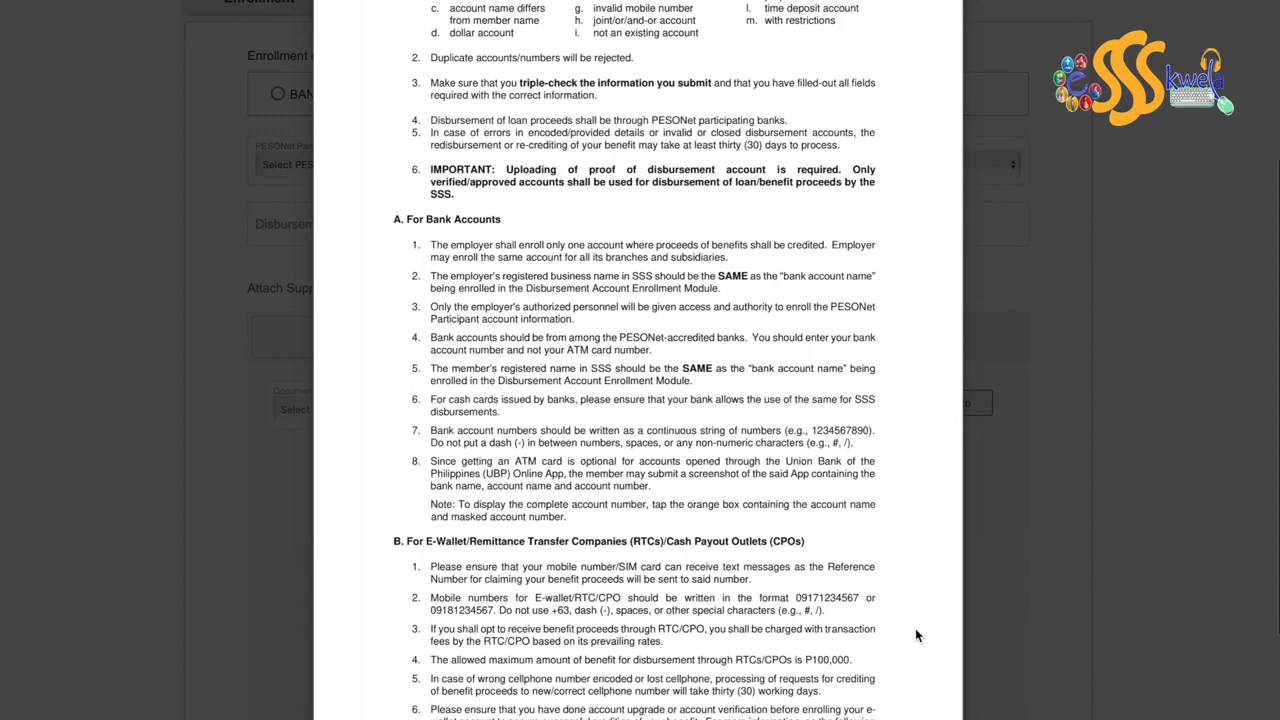 Enrollment
c. account name differs g. invalid mobile number l. time deposit account
from member name h. joint/or/and-or account m. with restrictions
d. dollar account i. not an existing account
2. Duplicate accounts/numbers will be rejected.
3. Make sure that you triple-check the information you submit and that you have filled-out all fields
required with the correct information.
4. Disbursement of loan proceeds shall be through PESONet participating banks.
5. In case of errors in encoded/provided details or invalid or closed disbursement accounts, the
redisbursement or re-crediting of your benefit may take at least thirty (30) days to process.
6. IMPORTANT: Uploading of proof of disbursement account is required. Only
verified/approved accounts shall be used for disbursement of loan/benefit proceeds by the
SSS.
A. For Bank Accounts
1. The employer shall enroll only one account where proceeds of benefits shall be credited. Employer
may enroll the same account for all its branches and subsidiaries.
2. The employer's registered business name in SSS should be the SAME as the “bank account name”
being enrolled in the Disbursement Account Enrollment Module.
3. Only the employer's authorized personnel will be given access and authority to enroll the PESONet
Participant account information.
4. Bank accounts should be from among the PESONet-accredited banks. You should enter your bank
account number and not your ATM card number.
5. The member's registered name in SSS should be the SAME as the “bank account name” being
enrolled in the Disbursement Account Enrollment Module.
6. For cash cards issued by banks, please ensure that your bank allows the use of the same for SSS
disbursements.
7. Bank account numbers should be written as a continuous string of numbers (e.g., 1234567890).
Do not put a dash (-) in between numbers, spaces, or any non-numeric characters (e.g., #, /).
8. Since getting an ATM card is optional for accounts opened through the Union Bank of the
Philippines (UBP) Online App, the member may submit a screenshot of the said App containing the
bank name, account name and account number.
Note: To display the complete account number, tap the orange box containing the account name
and masked account number.
B. For E-Wallet/Remittance Transfer Companies (RTCs)/Cash Payout Outlets (CPOs)
1. Please ensure that your mobile number/SIM card can receive text messages as the Reference
Number for claiming your benefit proceeds will be sent to said number.
2. Mobile numbers for E-wallet/RTC/CPO should be written in the format 09171234567 or
09181234567. Do not use +63, dash (-), spaces, or other special characters (e.g., #, /).
3. If you shall opt to receive benefit proceeds through RTC/CPO, you shall be charged with transaction
fees by the RTC/CPO based on its prevailing rates.
4. The allowed maximum amount of benefit for disbursement through RTCs/CPOs is P100,000.
5. In case of wrong cellphone number encoded or lost cellphone, processing of requests for crediting
of benefit proceeds to new/correct cellphone number will take thirty (30) working days.
6. Please ensure that you have done account upgrade or account verification before enrolling your e-
Enrollment
BAN
PESONet Par
Select PES
Disbursem
Attach Supp
Docume
Select
e
eSSSkwela